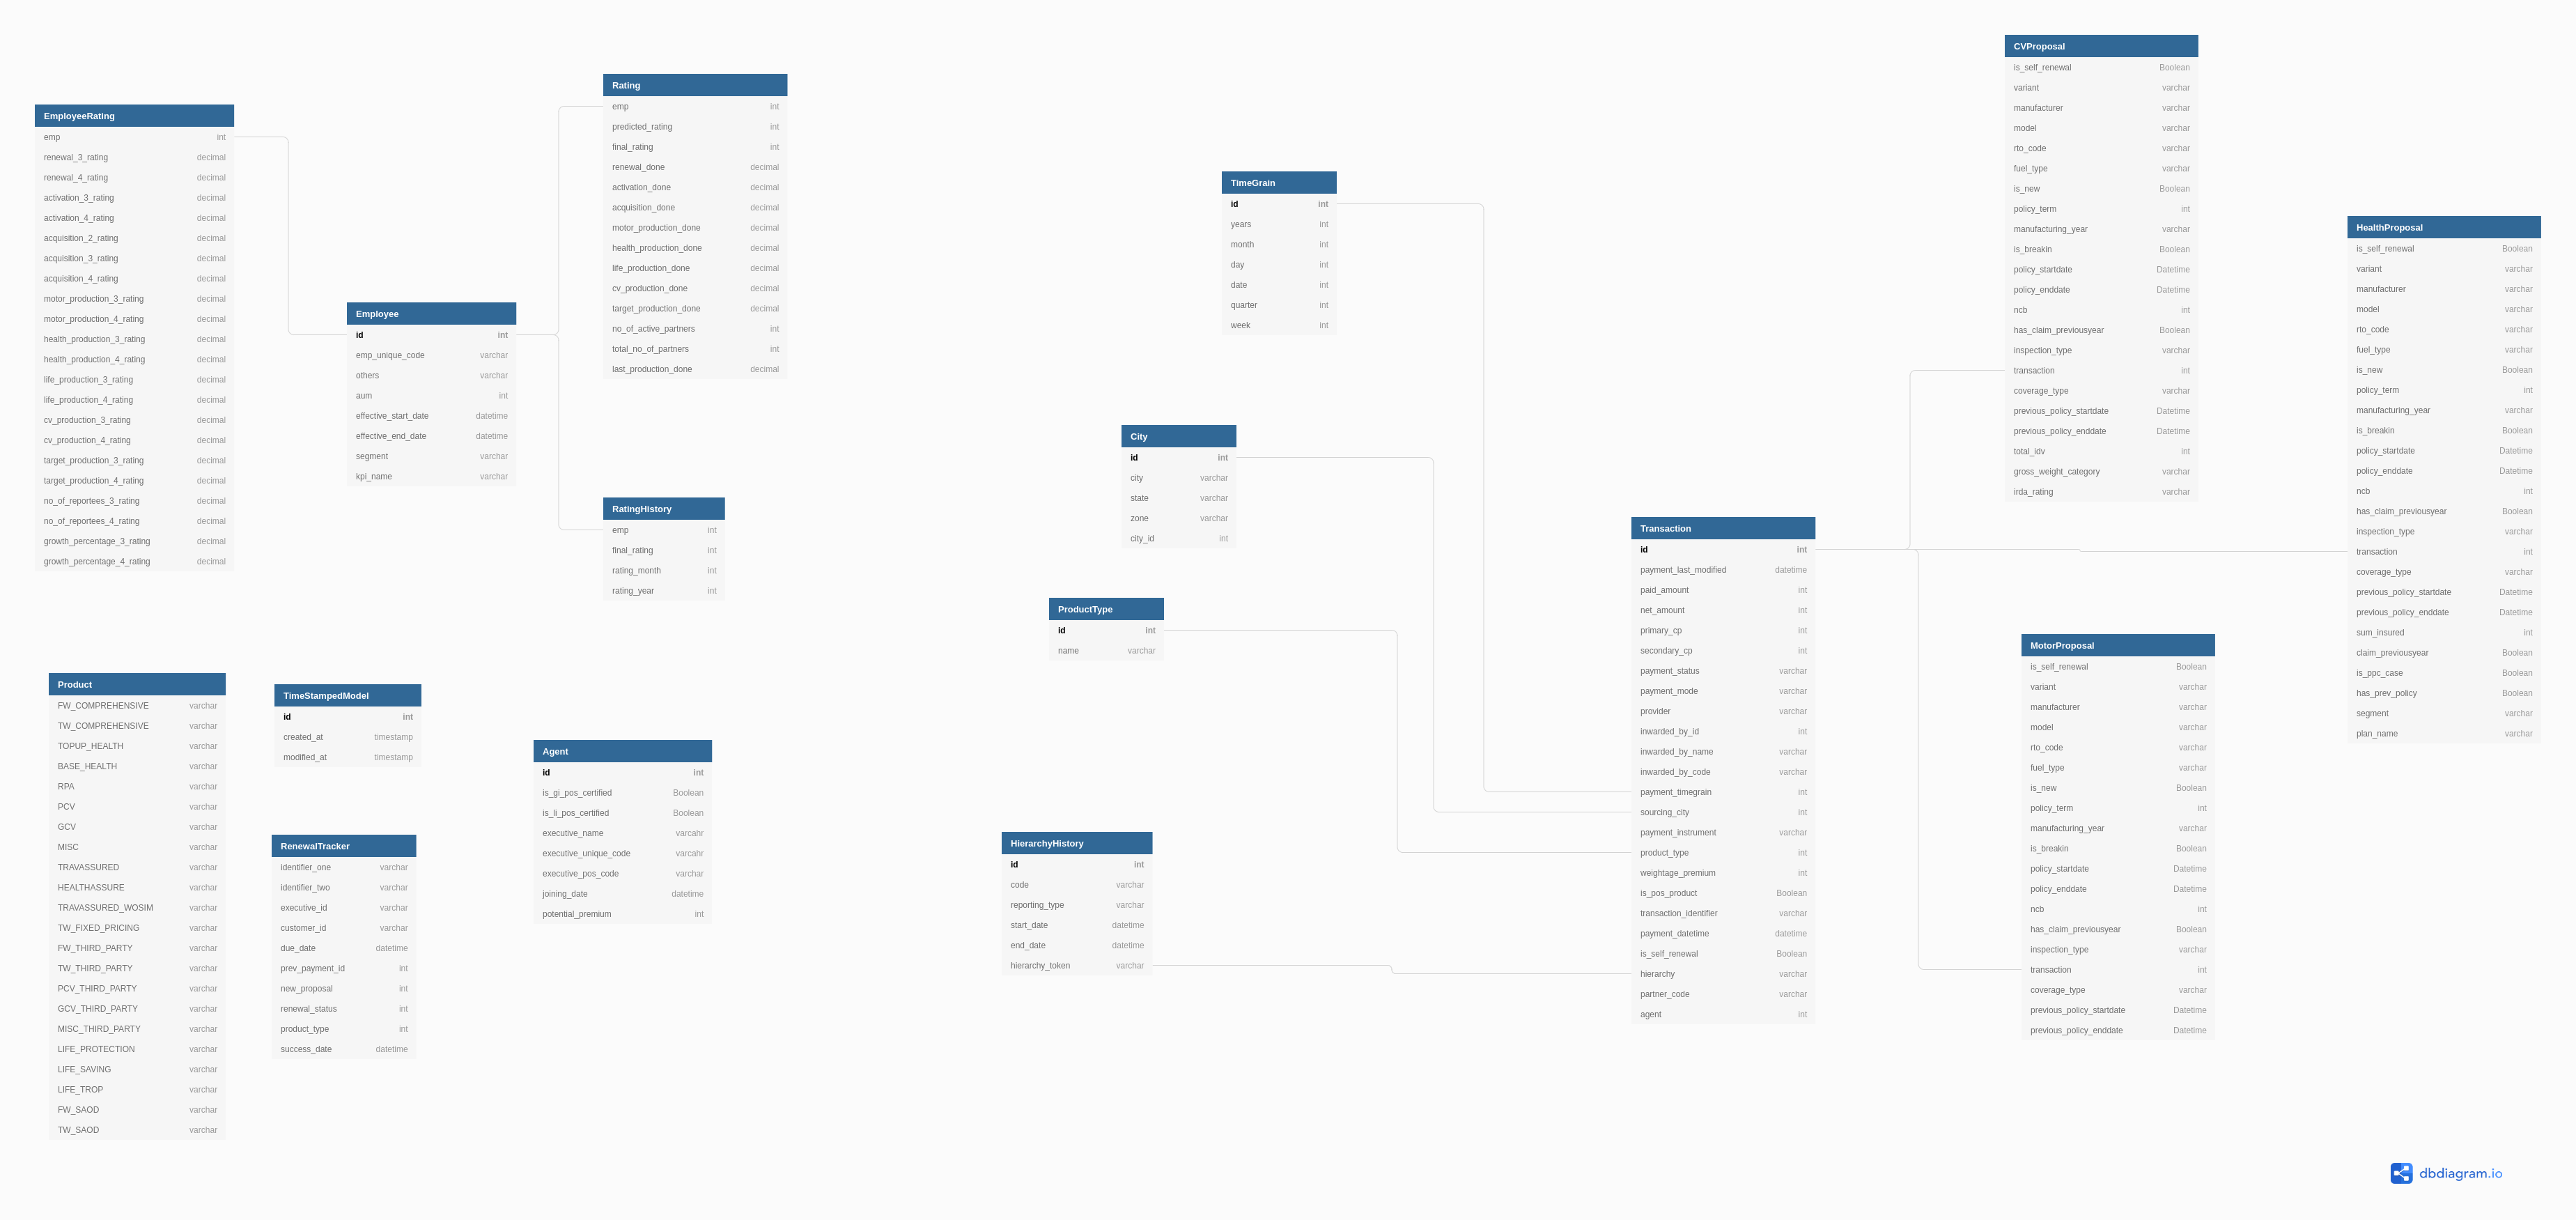 EmployeeRating
emp int
renewal_3_rating decimal
renewal_4_rating decimal
activation_3_rating decimal
activation_4_rating decimal
acquisition_2_rating decimal
acquisition_3_rating decimal
acquisition_4_rating decimal
motor_production_3_rating decimal
motor_production_4_rating decimal
health_production_3_rating decimal
health_production_4_rating decimal
life_production_3_rating decimal
life_production_4_rating decimal
cv_production_3_rating decimal
cv_production_4_rating decimal
target_production_3_rating decimal
target_production_4_rating decimal
no_of_reportees_3_rating decimal
no_of_reportees_4_rating decimal
growth_percentage_3_rating decimal
growth_percentage_4_rating decimal
Employee
id int
emp_unique_code varchar
others varchar
aum int
effective_start_date datetime
effective_end_date datetime
segment varchar
kpi_name varchar
Rating
emp int
predicted_rating int
final_rating int
renewal_done decimal
activation_done decimal
acquisition_done decimal
motor_production_done decimal
health_production_done decimal
life_production_done decimal
cv_production_done decimal
target_production_done decimal
no_of_active_partners int
total_no_of_partners int
last_production_done decimal
RatingHistory
emp int
final_rating int
rating_month int
rating_year int
Product
FW_COMPREHENSIVE varchar
TW_COMPREHENSIVE varchar
TOPUP_HEALTH varchar
BASE_HEALTH varchar
RPA varchar
PCV varchar
GCV varchar
MISC varchar
TRAVASSURED varchar
HEALTHASSURE varchar
TRAVASSURED_WOSIM varchar
TW_FIXED_PRICING varchar
FW_THIRD_PARTY varchar
TW_THIRD_PARTY varchar
PCV_THIRD_PARTY varchar
GCV_THIRD_PARTY varchar
MISC_THIRD_PARTY varchar
LIFE_PROTECTION varchar
LIFE_SAVING varchar
LIFE_TROP varchar
FW_SAOD varchar
TW_SAOD varchar
TimeStampedModel
id int
created_at timestamp
modified_at timestamp
RenewalTracker
identifier_one varchar
identifier_two varchar
executive_id varchar
customer_id varchar
due_date datetime
prev_payment_id int
new_proposal int
renewal_status int
product_type int
success_date datetime
Agent
id int
is_gi_pos_certified Boolean
is_li_pos_certified Boolean
executive_name varcahr
executive_unique_code varcahr
executive_pos_code varchar
joining_date datetime
potential_premium int
TimeGrain
id int
years int
month int
day int
date int
quarter int
week int
City
id int
city varchar
state varchar
zone varchar
city_id int
ProductType
id int
name varchar
HierarchyHistory
id int
code varchar
reporting_type varchar
start_date datetime
end_date datetime
hierarchy_token varchar
Transaction
id int
payment_last_modified datetime
paid_amount int
net_amount int
primary_cp int
secondary_cp int
payment_status varchar
payment_mode varchar
provider varchar
inwarded_by_id int
inwarded_by_name varchar
inwarded_by_code varchar
payment_timegrain int
sourcing_city int
payment_instrument varchar
product_type int
weightage_premium int
is_pos_product Boolean
transaction_identifier varchar
payment_datetime datetime
is_self_renewal Boolean
hierarchy varchar
partner_code varchar
agent int
CVProposal
is_self_renewal Boolean
variant varchar
manufacturer varchar
model varchar
rto_code varchar
fuel_type varchar
is_new Boolean
policy_term int
manufacturing_year varchar
is_breakin Boolean
policy_startdate Datetime
policy_enddate Datetime
ncb int
has_claim_previousyear Boolean
inspection_type varchar
transaction int
coverage_type varchar
previous_policy_startdate Datetime
previous_policy_enddate Datetime
total_idv int
gross_weight_category varchar
irda_rating varchar
MotorProposal
is_self_renewal Boolean
variant varchar
manufacturer varchar
model varchar
rto_code varchar
fuel_type varchar
is_new Boolean
policy_term int
manufacturing_year varchar
is_breakin Boolean
policy_startdate Datetime
policy_enddate Datetime
ncb int
has_claim_previousyear Boolean
inspection_type varchar
transaction int
coverage_type varchar
previous_policy_startdate Datetime
previous_policy_enddate Datetime
HealthProposal
is_self_renewal Boolean
variant varchar
manufacturer varchar
model varchar
rto_code varchar
fuel_type varchar
is_new Boolean
policy_term int
manufacturing_year varchar
is_breakin Boolean
policy_startdate Datetime
policy_enddate Datetime
ncb int
has_claim_previousyear Boolean
inspection_type varchar
transaction int
coverage_type varchar
previous_policy_startdate Datetime
previous_policy_enddate Datetime
sum_insured int
claim_previousyear Boolean
is_ppc_case Boolean
has_prev_policy Boolean
segment varchar
plan_name varchar
dbdiagram.io